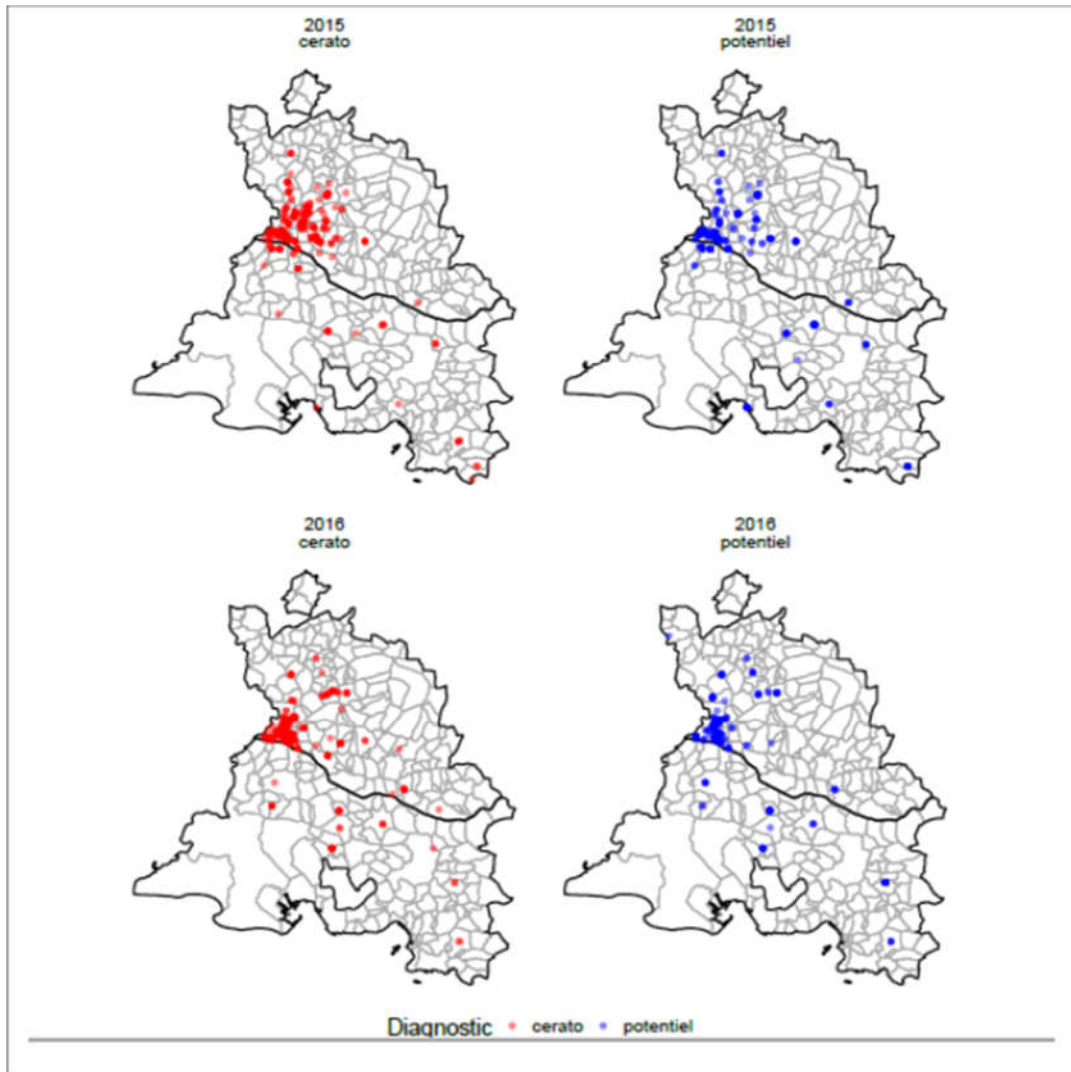 2015
cerato
2015
potentiel
2016
cerato
2016
potentiel
Diagnostic cerato potentiel